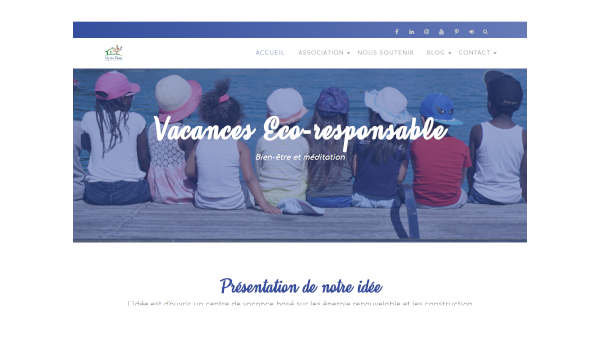 ACCUEIL ASSOCIATION NOUS SOUTENIR BLOG CONTACT
Vacances Eco-responsable
Bien-être et méditation
Présentation de notre idée
L'idée est d'ouvrir un centre de vacance basé sur les énergie renouvelable et les construction